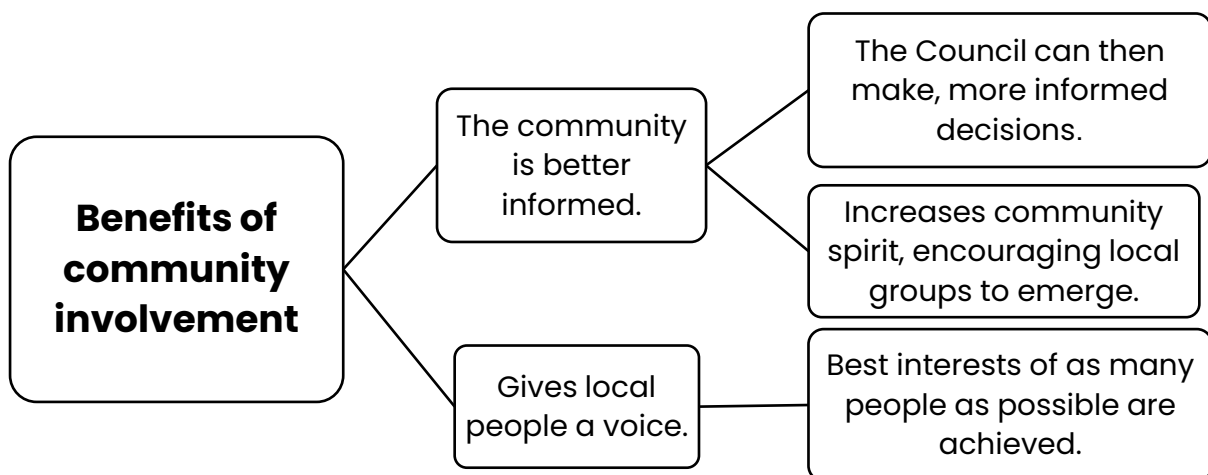 Benefits of
community
involvement
The community
is better
informed.
The Council can then
make, more informed
decisions.
Increases community
spirit, encouraging local
groups to emerge.
Gives local
people a voice.
Best interests of as many
people as possible are
achieved.